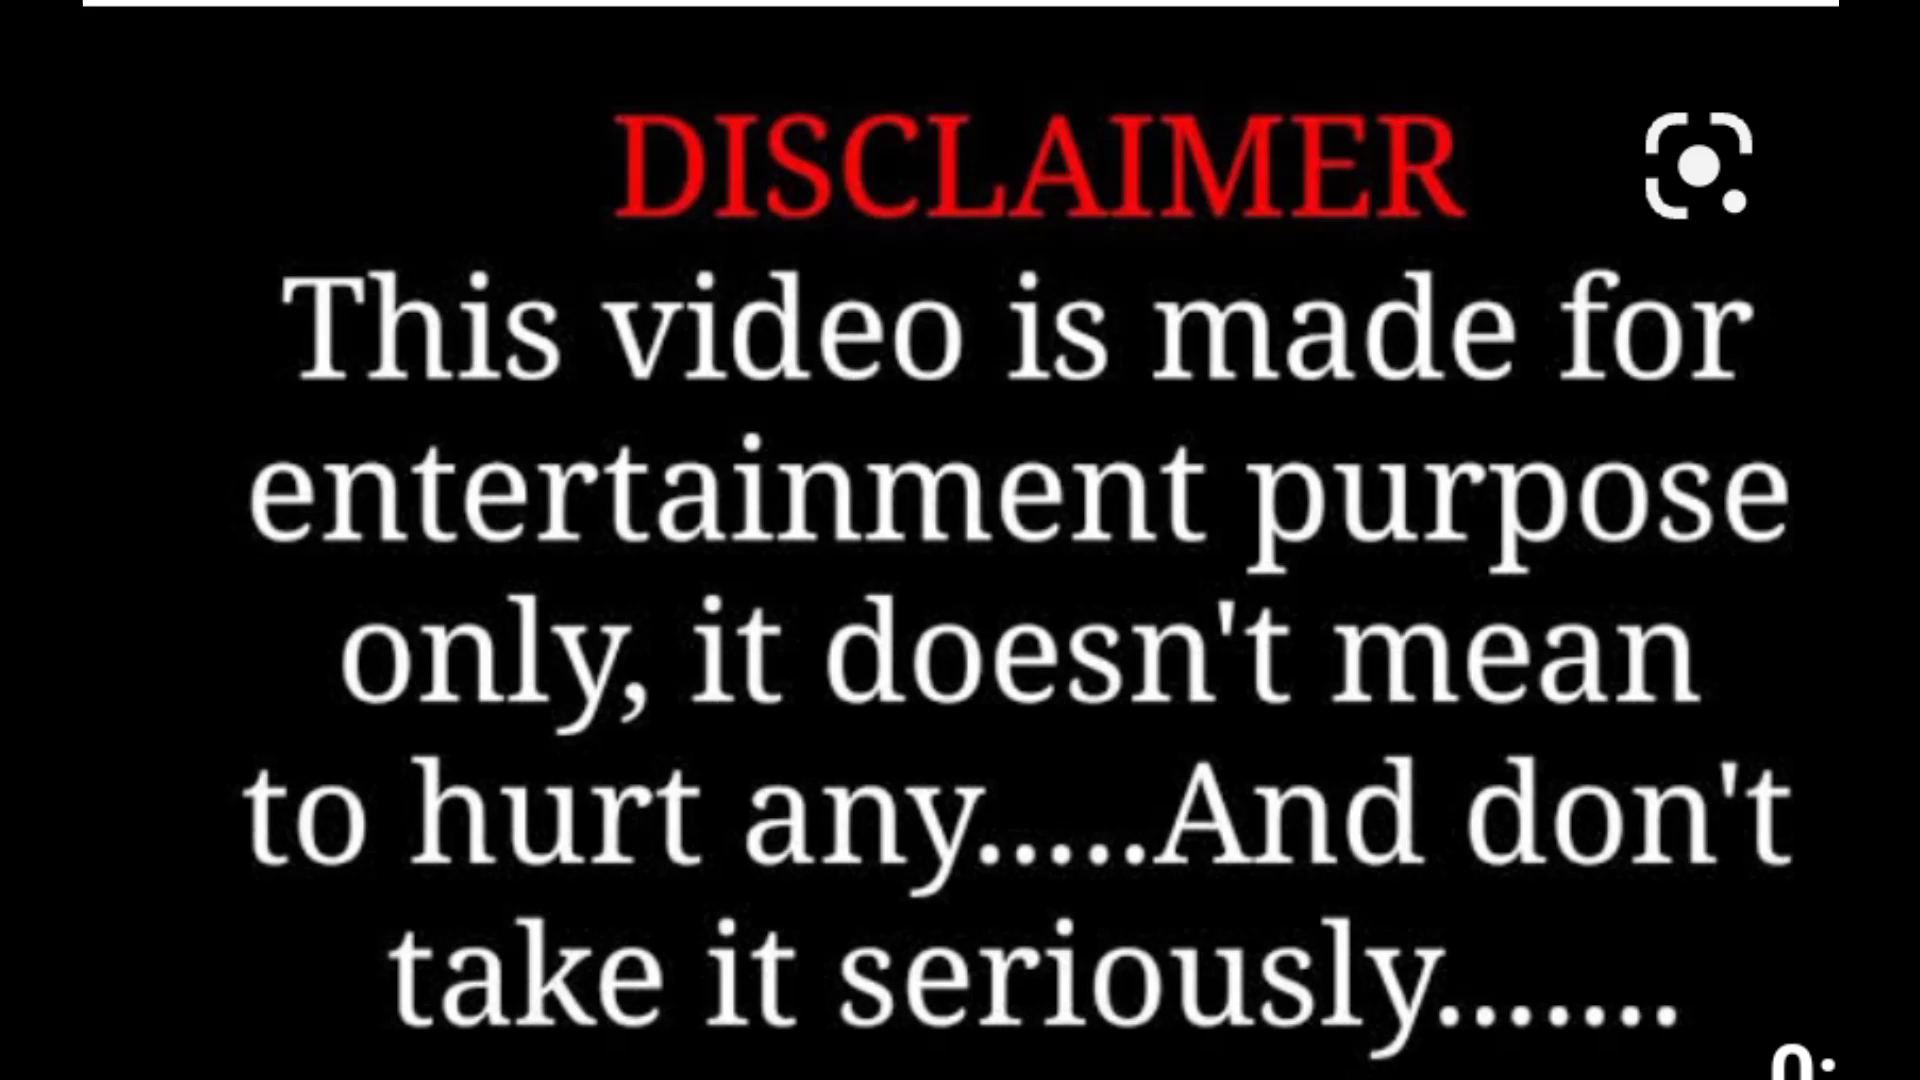 DISCLAIMER
This video is made for
entertainment purpose
only, it doesn't mean
to hurt any.....And don't
take it seriously.......
0: